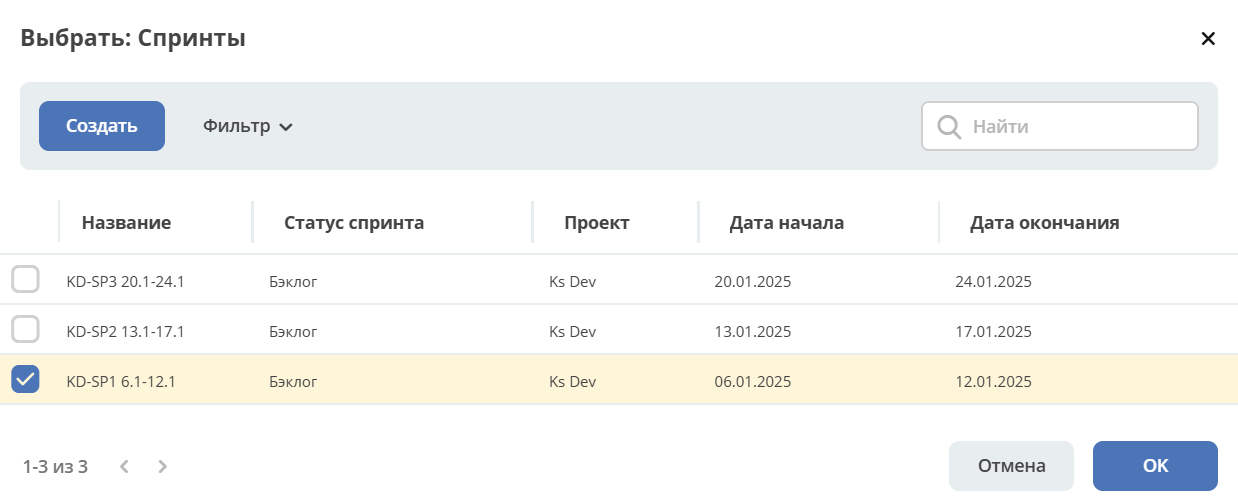 Выбрать: Спринты
Создать Фильтр Найти
Название Статус спринта Проект Дата начала Дата окончания
KD-SP3 20.1-24.1 Бэклог Ks Dev 20.01.2025 24.01.2025
KD-SP2 13.1-17.1 Бэклог Ks Dev 13.01.2025 17.01.2025
KD-SP1 6.1-12.1 Бэклог Ks Dev 06.01.2025 12.01.2025
1-3 из 3 Отмена OK